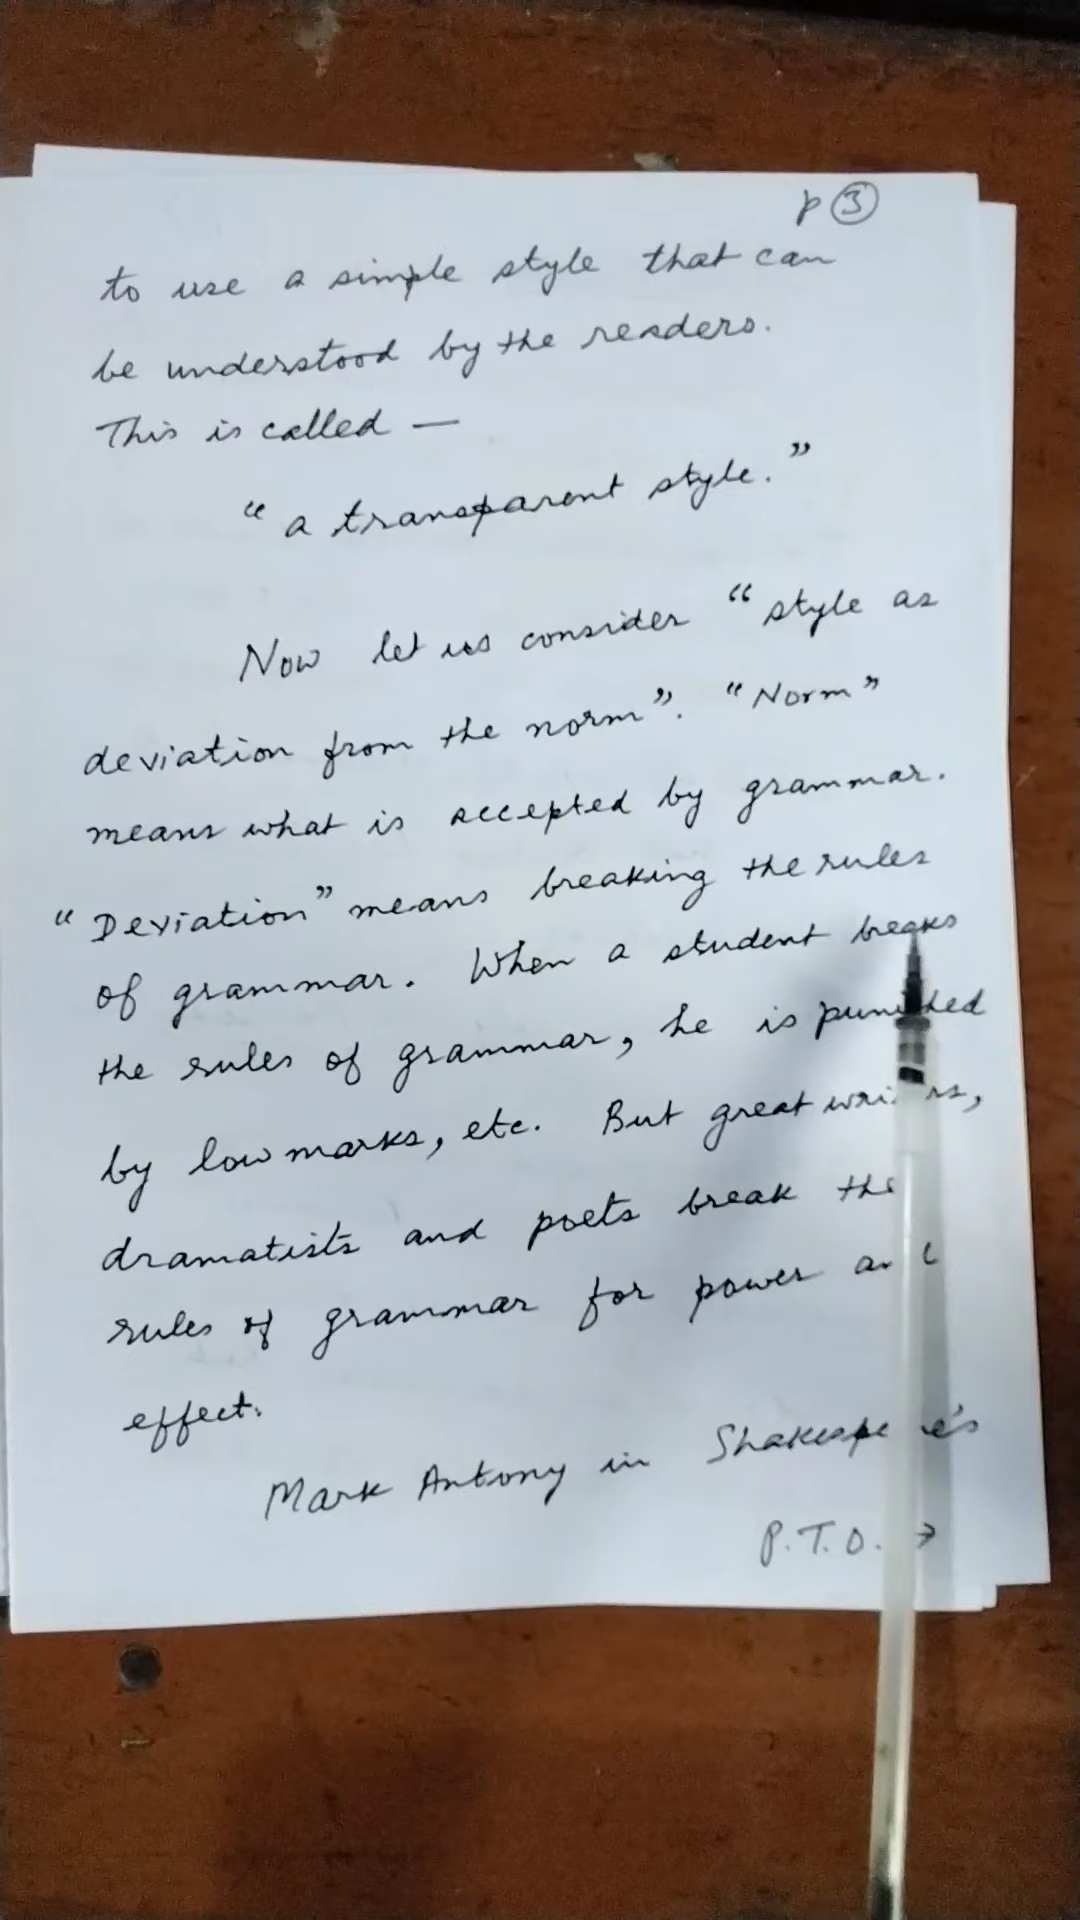 p 3
to use a simple style that can
be understood by the readers.
This is called —
" a transparent style."
Now let us consider " style as
deviation from the norm". "Norm"
means what is accepted by grammar.
" Deviation" means breaking the rules
of grammar. When a student breaks
the rules of grammar, he is punished
by low marks, etc. But great writers,
dramatists and poets break the
rules of grammar for power and
effect.
Mark Antony in Shakespeare's
P.T.O. →